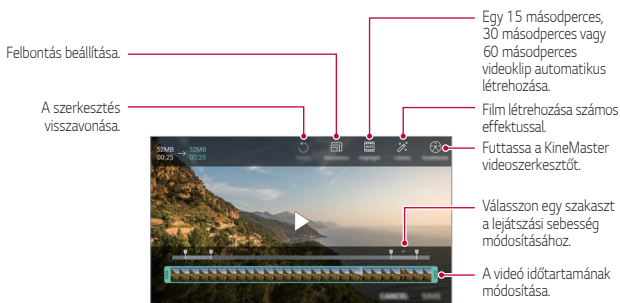 Felbontás beállítása.
A szerkesztés
visszavonása.
Egy 15 másodperces,
30 másodperces vagy
60 másodperces
videoklip automatikus
létrehozása.
Film létrehozása számos
effektussal.
Futtassa a KineMaster
videoszerkesztőt.
Válasszon egy szakaszt
a lejátszási sebesség
módosításához.
A videó időtartamának
módosítása.
52MB → 52MB
00:25 00:25
CANCEL SAVE